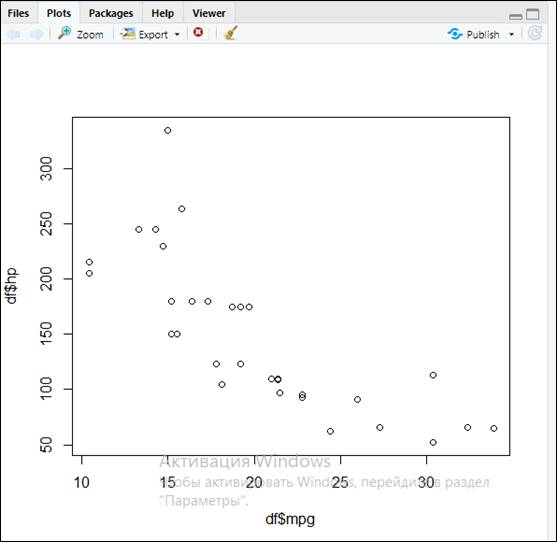 Files Plots Packages Help Viewer
Zoom Export Publish
300
250
200
150
100
50
df$hp
10 15 20 25 30
df$mpg
Активация Windows
Чтобы активировать Windows, перейдите в раздел
"Параметры".